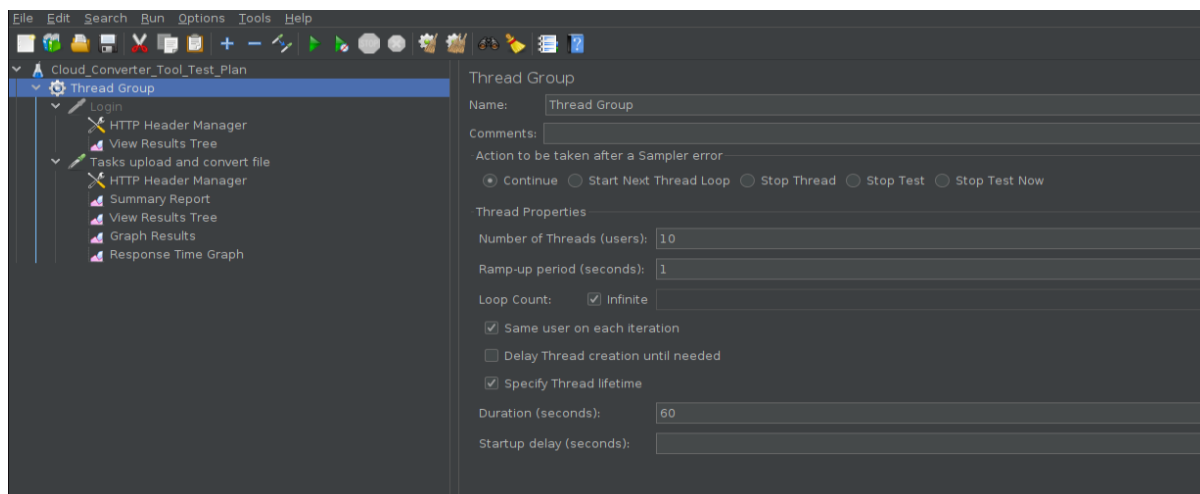 File Edit Search Run Options Tools Help
Cloud_Converter_Tool_Test_Plan
Thread Group
Login
HTTP Header Manager
View Results Tree
Tasks upload and convert file
HTTP Header Manager
Summary Report
View Results Tree
Graph Results
Response Time Graph
Thread Group
Name: Thread Group
Comments:
Action to be taken after a Sampler error
Continue Start Next Thread Loop Stop Thread Stop Test Stop Test Now
Thread Properties
Number of Threads (users): 10
Ramp-up period (seconds): 1
Loop Count: Infinite
Same user on each iteration
Delay Thread creation until needed
Specify Thread lifetime
Duration (seconds): 60
Startup delay (seconds):